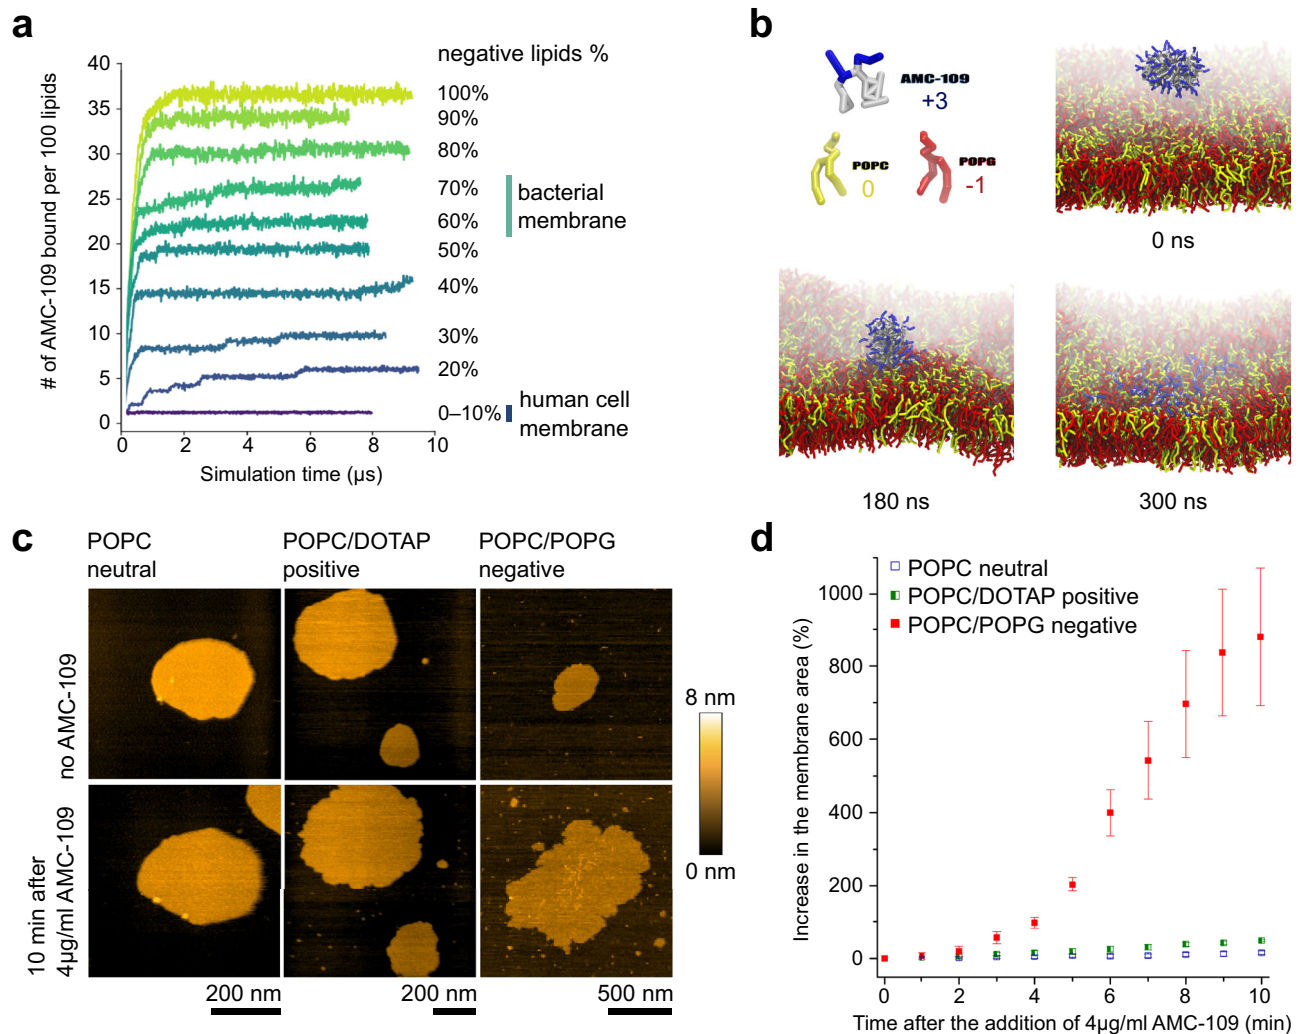 a
negative lipids %
# of AMC-109 bound per 100 lipids
40
35
30
25
20
15
10
5
0
100%
90%
80%
70%
60%
50%
40%
30%
20%
0–10%
bacterial
membrane
human cell
membrane
0 2 4 6 8 10
Simulation time (µs)
b
AMC-109
+3
POPC
0
POPG
-1
0 ns
180 ns
300 ns
c
POPC
neutral
POPC/DOTAP
positive
POPC/POPG
negative
no AMC-109
10 min after
4µg/ml AMC-109
8 nm
0 nm
200 nm
200 nm
500 nm
d
POPC neutral
POPC/DOTAP positive
POPC/POPG negative
Increase in the membrane area (%)
1000
800
600
400
200
0
0 2 4 6 8 10
Time after the addition of 4µg/ml AMC-109 (min)